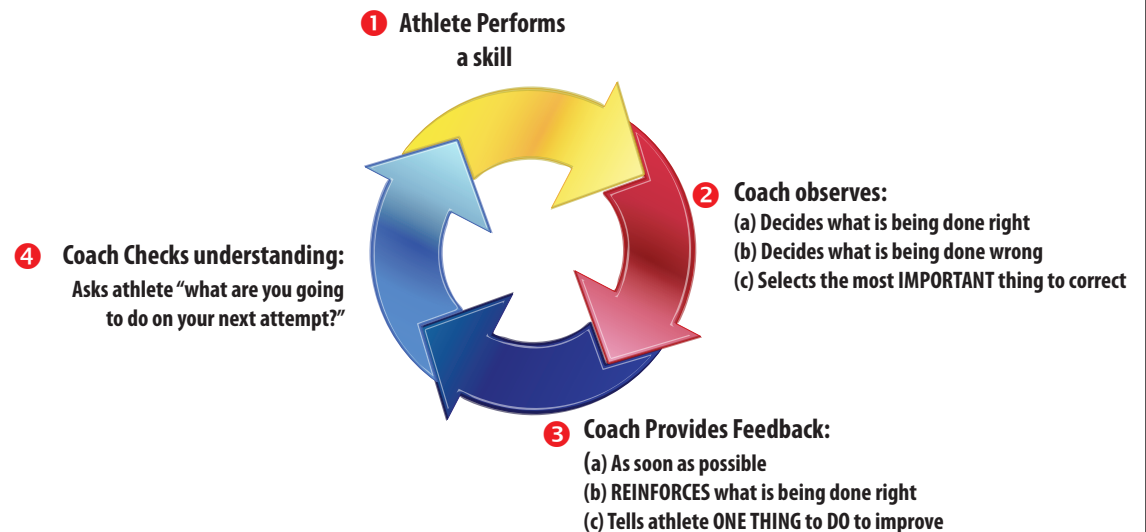 1 Athlete Performs
a skill
2 Coach observes:
(a) Decides what is being done right
(b) Decides what is being done wrong
(c) Selects the most IMPORTANT thing to correct
3 Coach Provides Feedback:
(a) As soon as possible
(b) REINFORCES what is being done right
(c) Tells athlete ONE THING to DO to improve
4 Coach Checks understanding:
Asks athlete “what are you going
to do on your next attempt?”